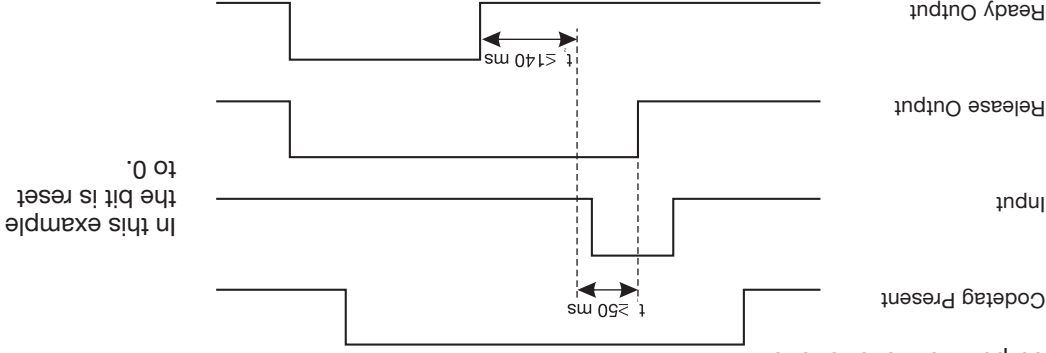 Codetag Present
t ≥50 ms
Input
In this example
the bit is reset
to 0.
Release Output
t₂ ≤140 ms
Ready Output